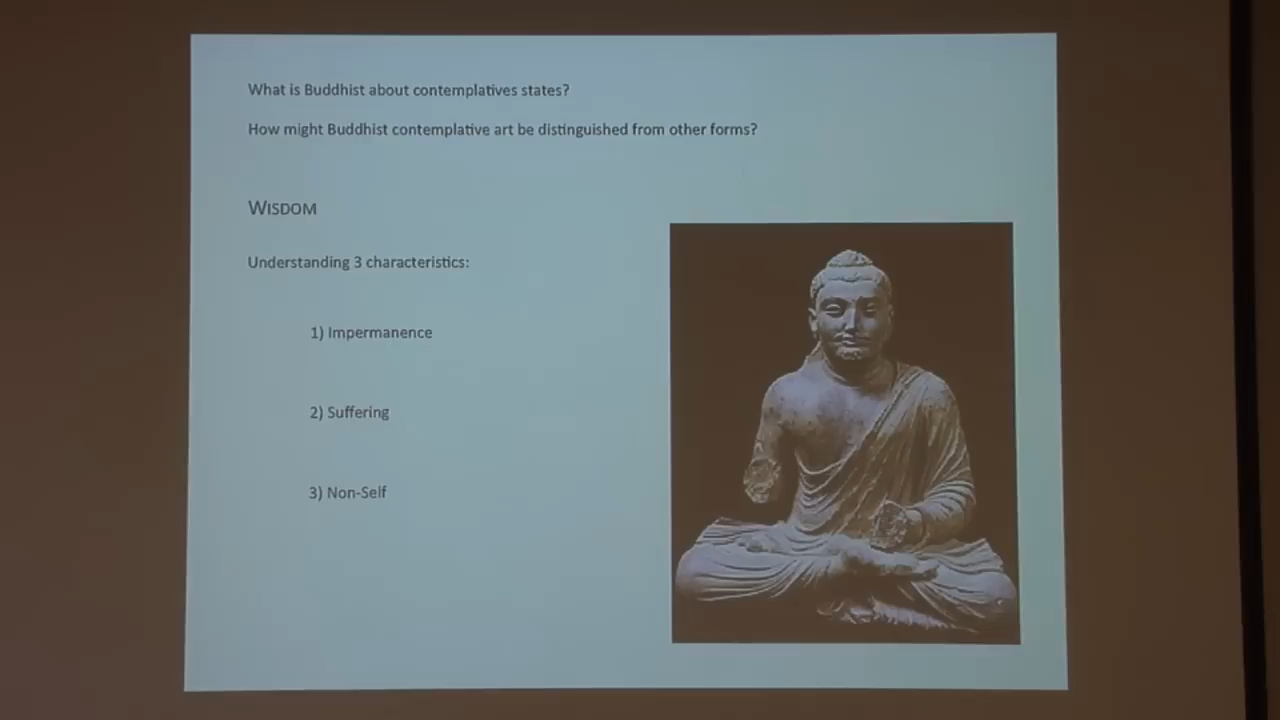 What is Buddhist about contemplatives states?
How might Buddhist contemplative art be distinguished from other forms?
WISDOM
Understanding 3 characteristics:
1) Impermanence
2) Suffering
3) Non-Self